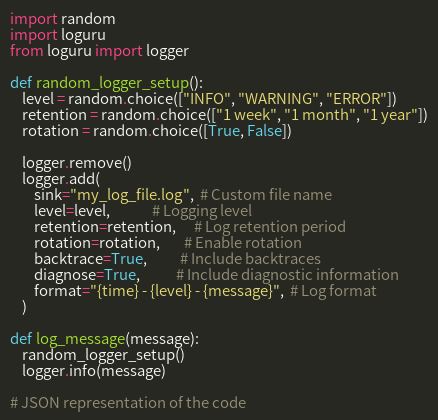 import random
import loguru
from loguru import logger

def random_logger_setup():
    level = random.choice(["INFO", "WARNING", "ERROR"])
    retention = random.choice(["1 week", "1 month", "1 year"])
    rotation = random.choice([True, False])

    logger.remove()
    logger.add(
        sink="my_log_file.log",  # Custom file name
        level=level,             # Logging level
        retention=retention,     # Log retention period
        rotation=rotation,       # Enable rotation
        backtrace=True,          # Include backtraces
        diagnose=True,           # Include diagnostic information
        format="{time} - {level} - {message}",  # Log format
    )

def log_message(message):
    random_logger_setup()
    logger.info(message)

# JSON representation of the code